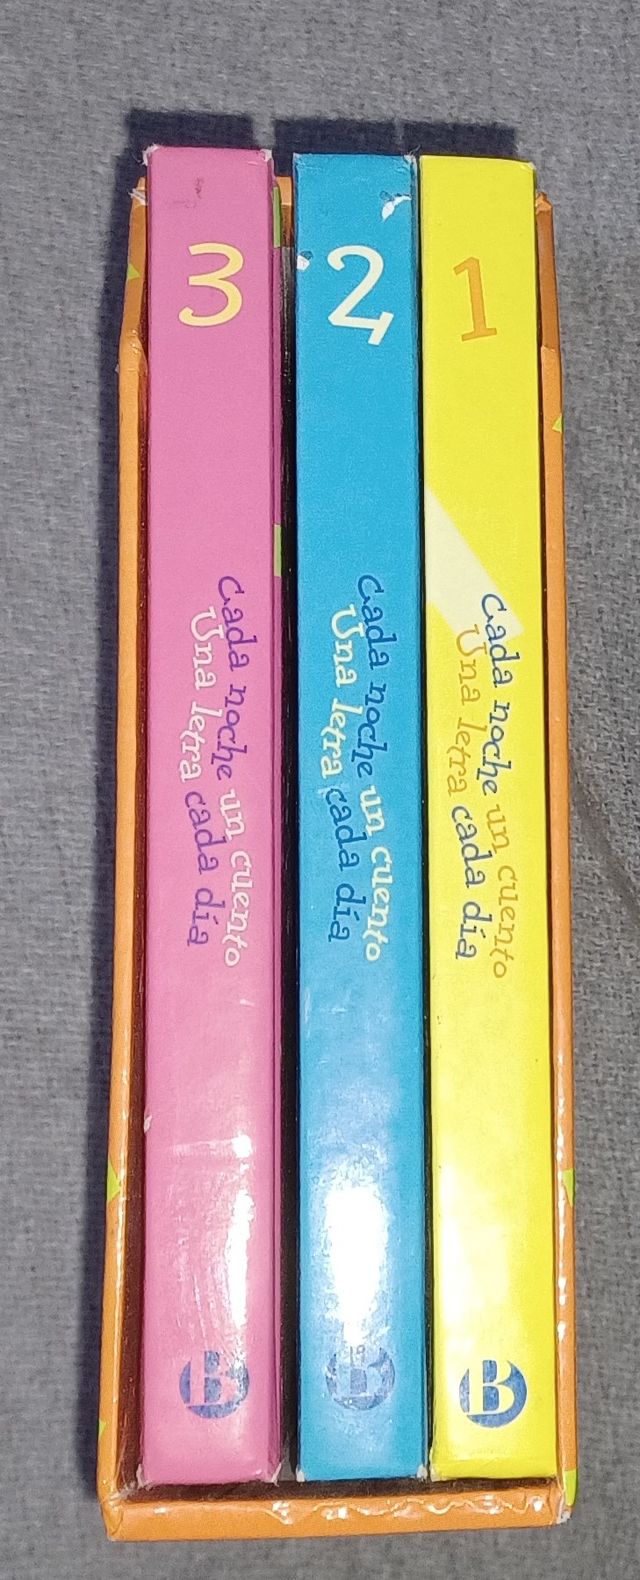 3
Cada noche un cuento
Una letra cada día
B
2
Cada noche un cuento
Una letra cada día
B
1
Cada noche un cuento
Una letra cada día
B